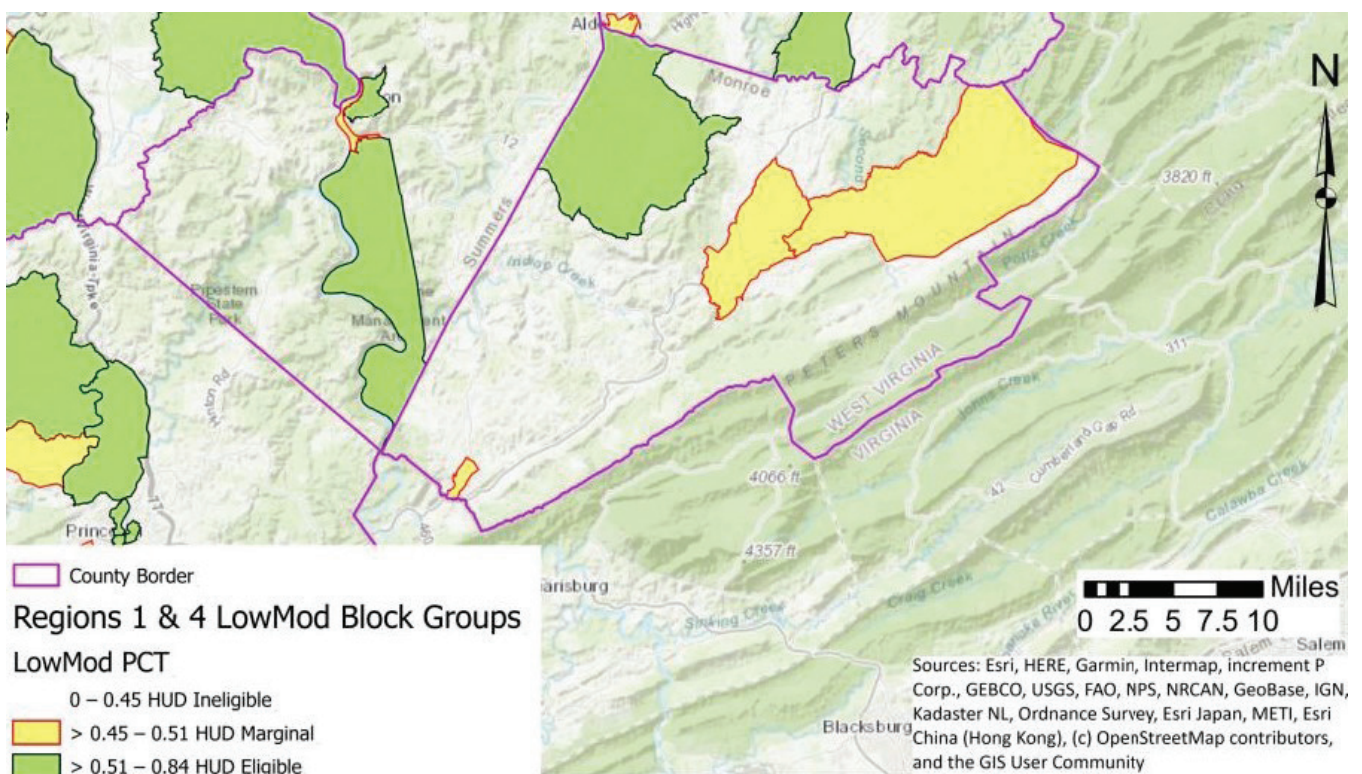 Monroe
N
Second
12
3820 ft
Summers
Virginia-Tpke
Potts Creek
Indian Creek
Pipestem
State
Park
PETERS MOUNTAIN
311
WEST VIRGINIA
VIRGINIA
Johns Creek
Cumberland Gap Rd
4066 ft
42
Catawba Creek
77
460
4357 ft
County Border
Craig Creek
Miles
Regions 1 & 4 LowMod Block Groups
Sinking Creek
0 2.5 5 7.5 10
Salem
LowMod PCT
Sources: Esri, HERE, Garmin, Intermap, increment P
Corp., GEBCO, USGS, FAO, NPS, NRCAN, GeoBase, IGN,
0 – 0.45 HUD Ineligible
Kadaster NL, Ordnance Survey, Esri Japan, METI, Esri
> 0.45 – 0.51 HUD Marginal
Blacksburg
China (Hong Kong), (c) OpenStreetMap contributors,
> 0.51 – 0.84 HUD Eligible
and the GIS User Community